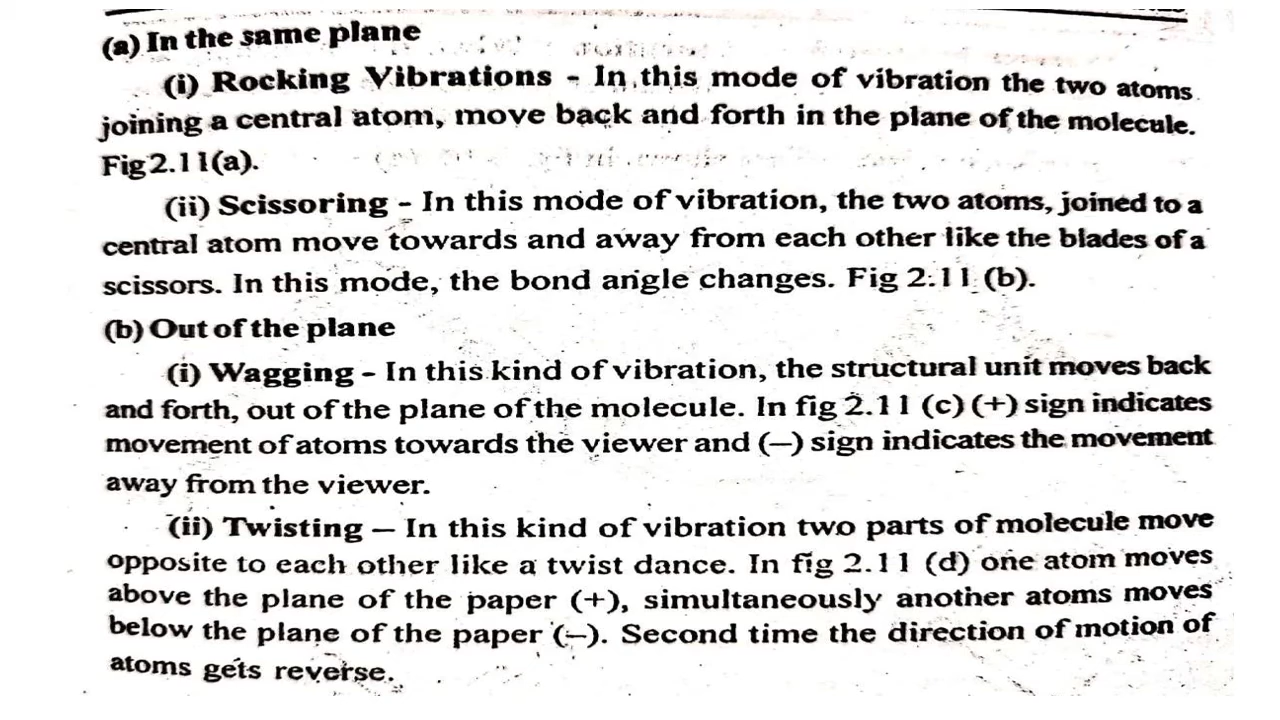 (a) In the same plane
(i) Rocking Vibrations - In this mode of vibration the two atoms
joining a central atom, move back and forth in the plane of the molecule.
Fig 2.11(a).
(ii) Scissoring - In this mode of vibration, the two atoms, joined to a
central atom move towards and away from each other like the blades of a
scissors. In this mode, the bond angle changes. Fig 2.11 (b).
(b) Out of the plane
(i) Wagging - In this kind of vibration, the structural unit moves back
and forth, out of the plane of the molecule. In fig 2.11 (c) (+) sign indicates
movement of atoms towards the viewer and (–) sign indicates the movement
away from the viewer.
(ii) Twisting – In this kind of vibration two parts of molecule move
opposite to each other like a twist dance. In fig 2.11 (d) one atom moves
above the plane of the paper (+), simultaneously another atoms moves
below the plane of the paper (–). Second time the direction of motion of
atoms gets reverse.